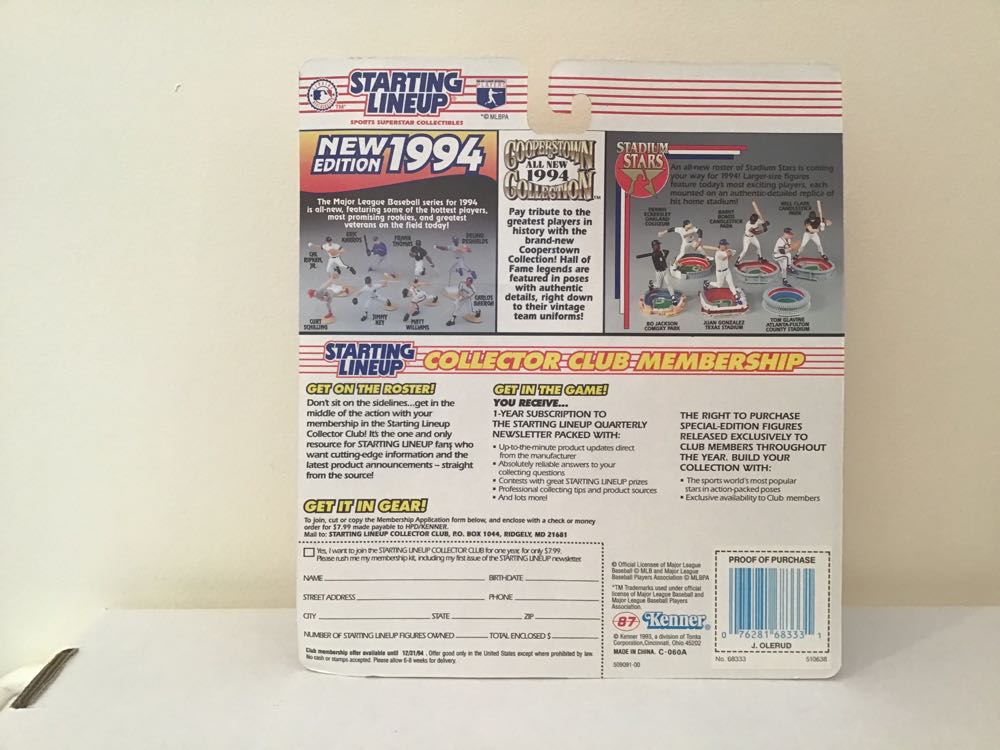 STARTING
LINEUP®
TM
SPORTS SUPERSTAR COLLECTIBLES
PLAYERS
*© MLBPA
NEW
EDITION 1994
The Major League Baseball series for 1994
is all-new, featuring some of the hottest players,
most promising rookies, and greatest
veterans on the field today!
CAL
RIPKEN,
JR.
ERIC
KARROS
FRANK
THOMAS
DELINO
DESHIELDS
CURT
SCHILLING
JIMMY
KEY
MATT
WILLIAMS
CARLOS
BAERGA
COOPERSTOWN
ALL NEW
1994
COLLECTION
TM
Pay tribute to the
greatest players in
history with the
brand-new
Cooperstown
Collection! Hall of
Fame legends are
featured in poses
with authentic
details, right down
to their vintage
team uniforms!
STADIUM
STARS
An all-new roster of Stadium Stars is coming
your way for 1994! Larger-size figures
feature today's most exciting players, each
mounted on an authentic-detailed replica of
his home stadium!
DENNIS
ECKERSLEY
OAKLAND
COLISEUM
BARRY
BONDS
CANDLESTICK
PARK
WILL CLARK
CANDLESTICK
PARK
BO JACKSON
COMISKY PARK
JUAN GONZALEZ
TEXAS STADIUM
TOM GLAVINE
ATLANTA-FULTON
COUNTY STADIUM
STARTING
LINEUP COLLECTOR CLUB MEMBERSHIP
GET ON THE ROSTER!
Don't sit on the sidelines...get in the
middle of the action with your
membership in the Starting Lineup
Collector Club! It's the one and only
resource for STARTING LINEUP fans who
want cutting-edge information and the
latest product announcements – straight
from the source!
GET IN THE GAME!
YOU RECEIVE...
1-YEAR SUBSCRIPTION TO
THE STARTING LINEUP QUARTERLY
NEWSLETTER PACKED WITH:
▪ Up-to-the-minute product updates direct
from the manufacturer
▪ Absolutely reliable answers to your
collecting questions
▪ Contests with great STARTING LINEUP prizes
▪ Professional collecting tips and product sources
▪ And lots more!
THE RIGHT TO PURCHASE
SPECIAL-EDITION FIGURES
RELEASED EXCLUSIVELY TO
CLUB MEMBERS THROUGHOUT
THE YEAR. BUILD YOUR
COLLECTION WITH:
▪ The sports world's most popular
stars in action-packed poses
▪ Exclusive availability to Club members
GET IT IN GEAR!
To join, cut or copy the Membership Application form below, and enclose with a check or money
order for $7.99 made payable to HPD/KENNER.
Mail to: STARTING LINEUP COLLECTOR CLUB, P.O. BOX 1044, RIDGELY, MD 21681
Yes, I want to join the STARTING LINEUP COLLECTOR CLUB for one year, for only $7.99.
Please rush me my membership kit, including my first issue of the STARTING LINEUP newsletter.
NAME BIRTHDATE
STREET ADDRESS PHONE
CITY STATE ZIP
NUMBER OF STARTING LINEUP FIGURES OWNED TOTAL ENCLOSED $
Club membership offer available until 12/31/94. Offer good only in the United States except where prohibited by law.
No cash or stamps accepted. Please allow 6-8 weeks for delivery.
© Official Licensee of Major League
Baseball © MLB and Major League
Baseball Players Association © MLBPA
*TM Trademarks used under official
license of Major League Baseball and
Major League Baseball Players
Association.
87 Kenner®
© Kenner 1993, a division of Tonka
Corporation, Cincinnati, Ohio 45202
MADE IN CHINA. C-060A
509091-00
PROOF OF PURCHASE
0 76281 68333 1
J. OLERUD
No. 68333 510638